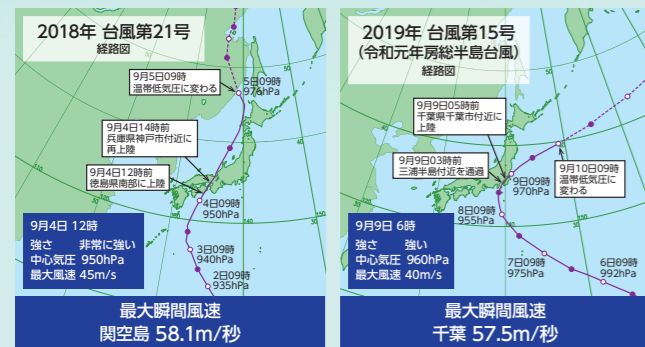 2018年 台風第21号
経路図
9月5日09時
温帯低気圧に変わる
5日09時
976hPa
9月4日14時前
兵庫県神戸市付近に
再上陸
9月4日12時前
徳島県南部に上陸
4日09時
950hPa
3日09時
940hPa
2日09時
935hPa
9月4日 12時
強さ 非常に強い
中心気圧 950hPa
最大風速 45m/s
最大瞬間風速
関空島 58.1m/秒
2019年 台風第15号
(令和元年房総半島台風)
経路図
9月9日05時前
千葉県千葉市付近に
上陸
9月9日03時前
三浦半島付近を通過
9月10日09時
温帯低気圧に
変わる
9日09時
970hPa
8日09時
955hPa
7日09時
975hPa
6日09時
992hPa
9月9日 6時
強さ 強い
中心気圧 960hPa
最大風速 40m/s
最大瞬間風速
千葉 57.5m/秒